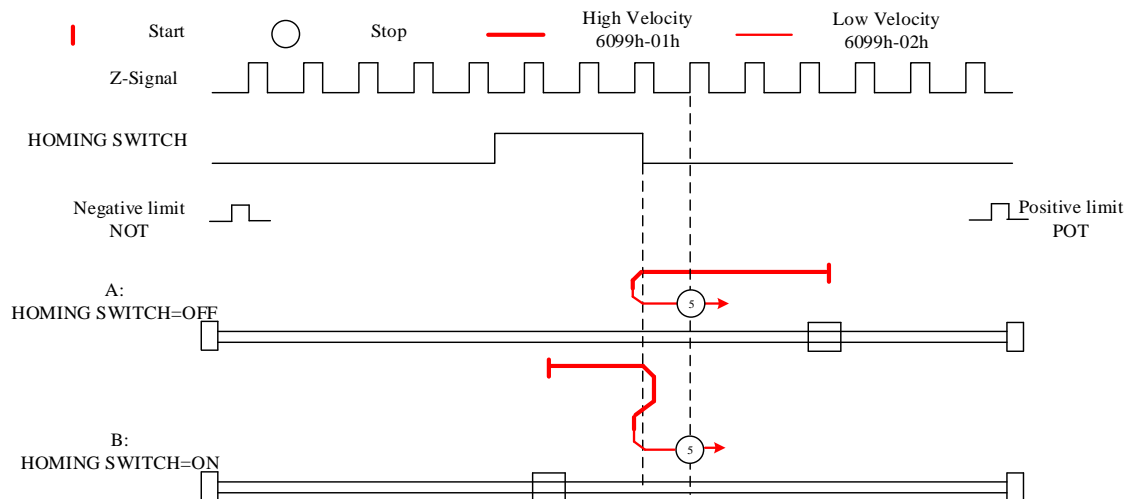 Start
Stop
High Velocity
6099h-01h
Low Velocity
6099h-02h
Z-Signal
HOMING SWITCH
Negative limit
NOT
Positive limit
POT
A:
HOMING SWITCH=OFF
5
B:
HOMING SWITCH=ON
5